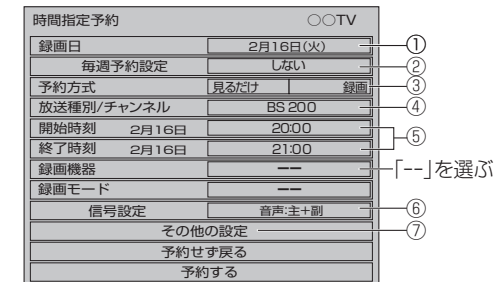 時間指定予約 ○○TV
録画日 2月16日(火) ①
毎週予約設定 しない ②
予約方式 見るだけ 録画 ③
放送種別/チャンネル BS 200 ④
開始時刻 2月16日 20:00
⑤
終了時刻 2月16日 21:00
録画機器 −− 「--」を選ぶ
録画モード −−
信号設定 音声:主+副 ⑥
その他の設定 ⑦
予約せず戻る
予約する